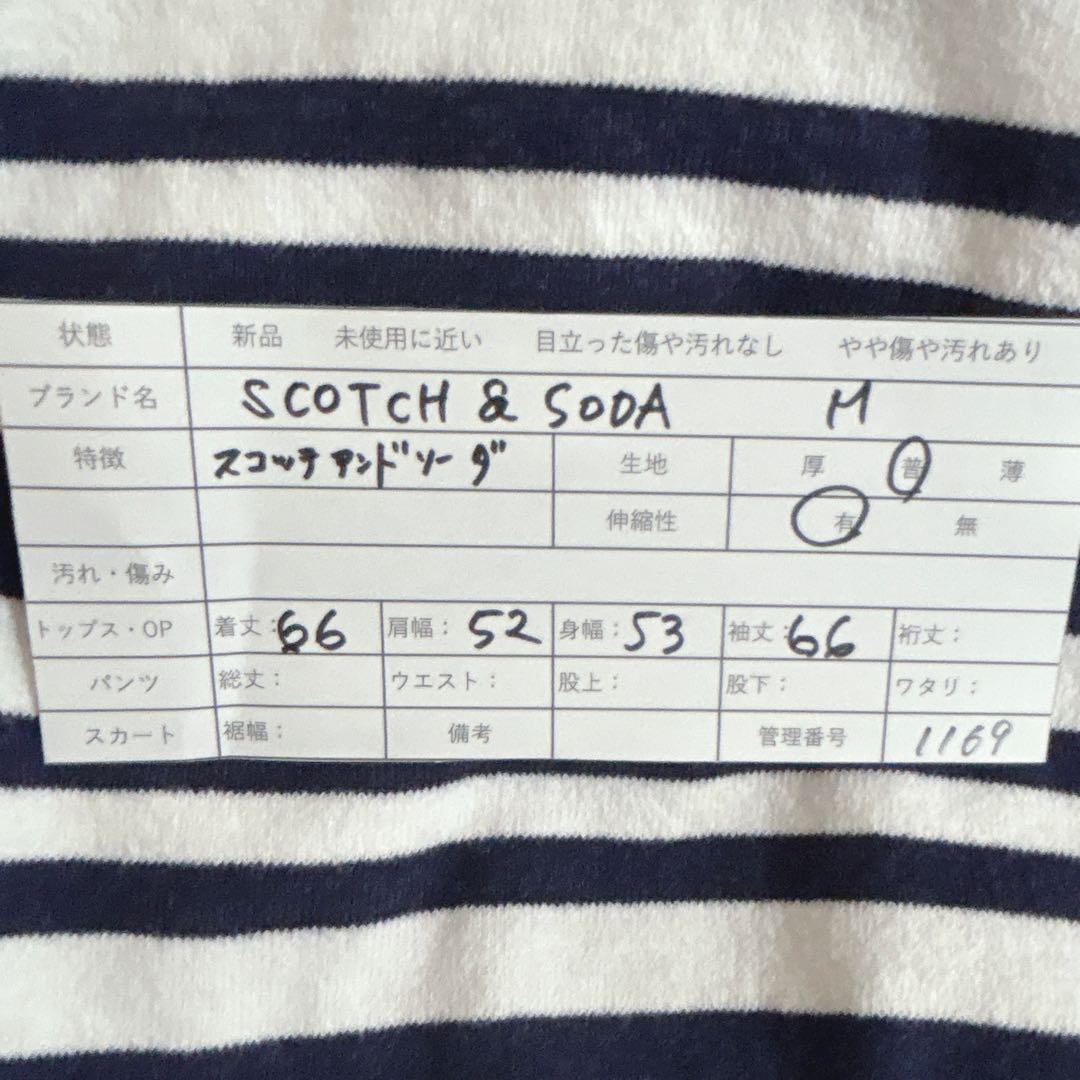 状態 新品 未使用に近い 目立った傷や汚れなし やや傷や汚れあり
ブランド名 SCOTCH & SODA M
特徴 スコッチアンドソーダ 生地 厚 普 薄
伸縮性 有 無
汚れ・傷み
トップス・OP 着丈：66 肩幅：52 身幅：53 袖丈：66 裄丈：
パンツ 総丈： ウエスト： 股上： 股下： ワタリ：
スカート 裾幅： 備考 管理番号 1169